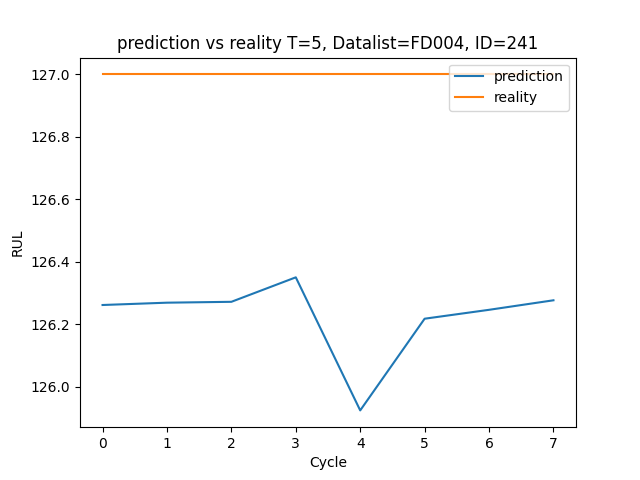 prediction vs reality T=5, Datalist=FD004, ID=241
127.0
126.8
126.6
126.4
126.2
126.0
RUL
prediction
reality
0 1 2 3 4 5 6 7
Cycle